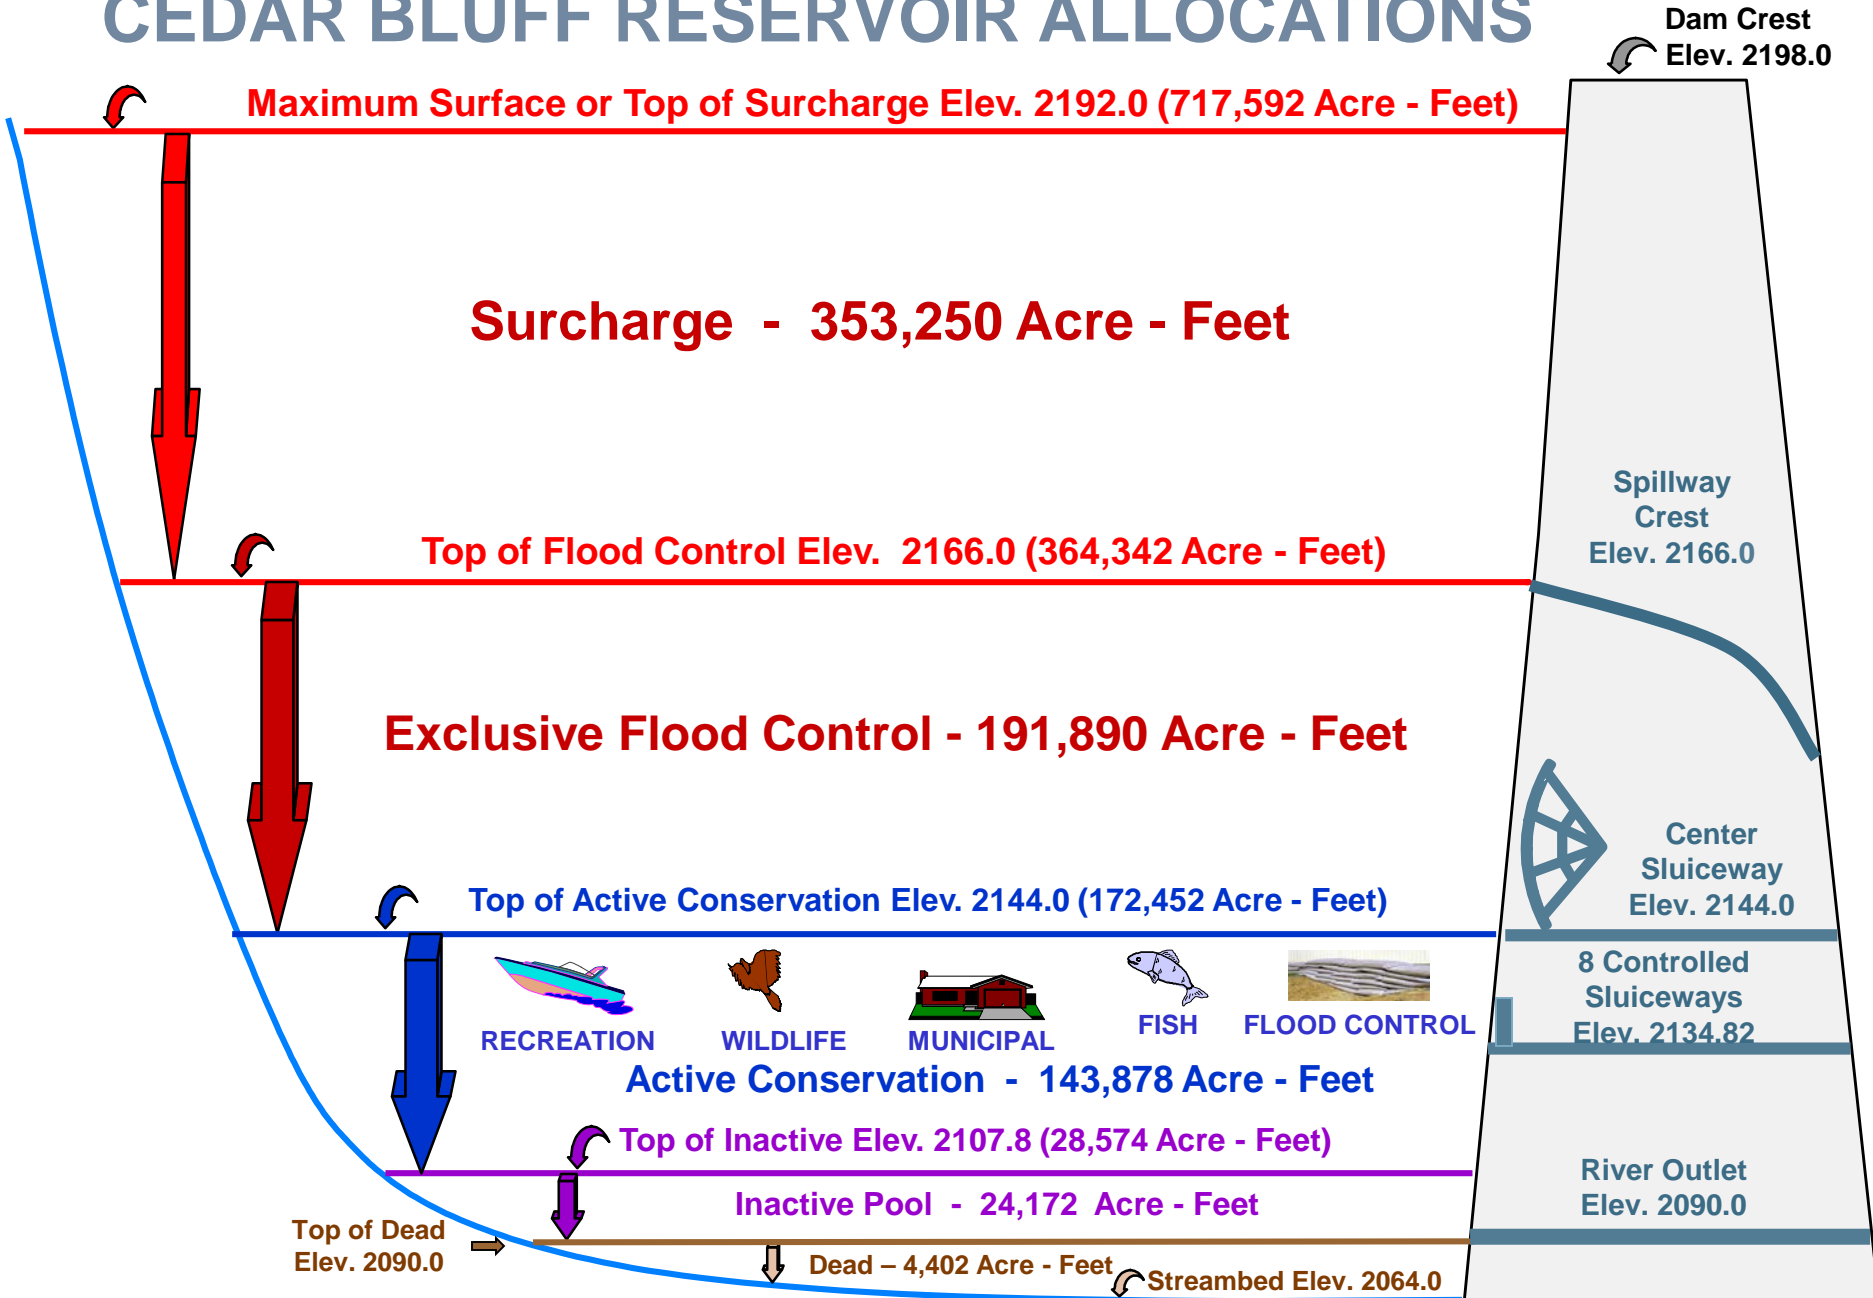 CEDAR BLUFF RESERVOIR ALLOCATIONS
Dam Crest
Elev. 2198.0
Maximum Surface or Top of Surcharge Elev. 2192.0 (717,592 Acre - Feet)
Surcharge - 353,250 Acre - Feet
Spillway
Crest
Elev. 2166.0
Top of Flood Control Elev. 2166.0 (364,342 Acre - Feet)
Exclusive Flood Control - 191,890 Acre - Feet
Center
Sluiceway
Elev. 2144.0
Top of Active Conservation Elev. 2144.0 (172,452 Acre - Feet)
8 Controlled
Sluiceways
Elev. 2134.82
RECREATION
WILDLIFE
MUNICIPAL
FISH
FLOOD CONTROL
Active Conservation - 143,878 Acre - Feet
Top of Inactive Elev. 2107.8 (28,574 Acre - Feet)
River Outlet
Elev. 2090.0
Inactive Pool - 24,172 Acre - Feet
Top of Dead
Elev. 2090.0
Dead – 4,402 Acre - Feet
Streambed Elev. 2064.0